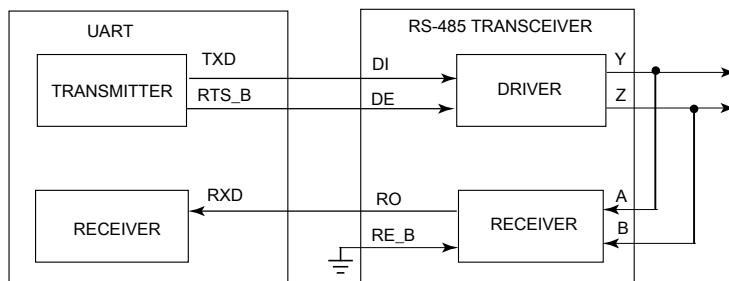 UART
RS-485 TRANSCEIVER
TRANSMITTER
TXD
RTS_B
DI
DE
DRIVER
Y
Z
RECEIVER
RXD
RO
RE_B
RECEIVER
A
B